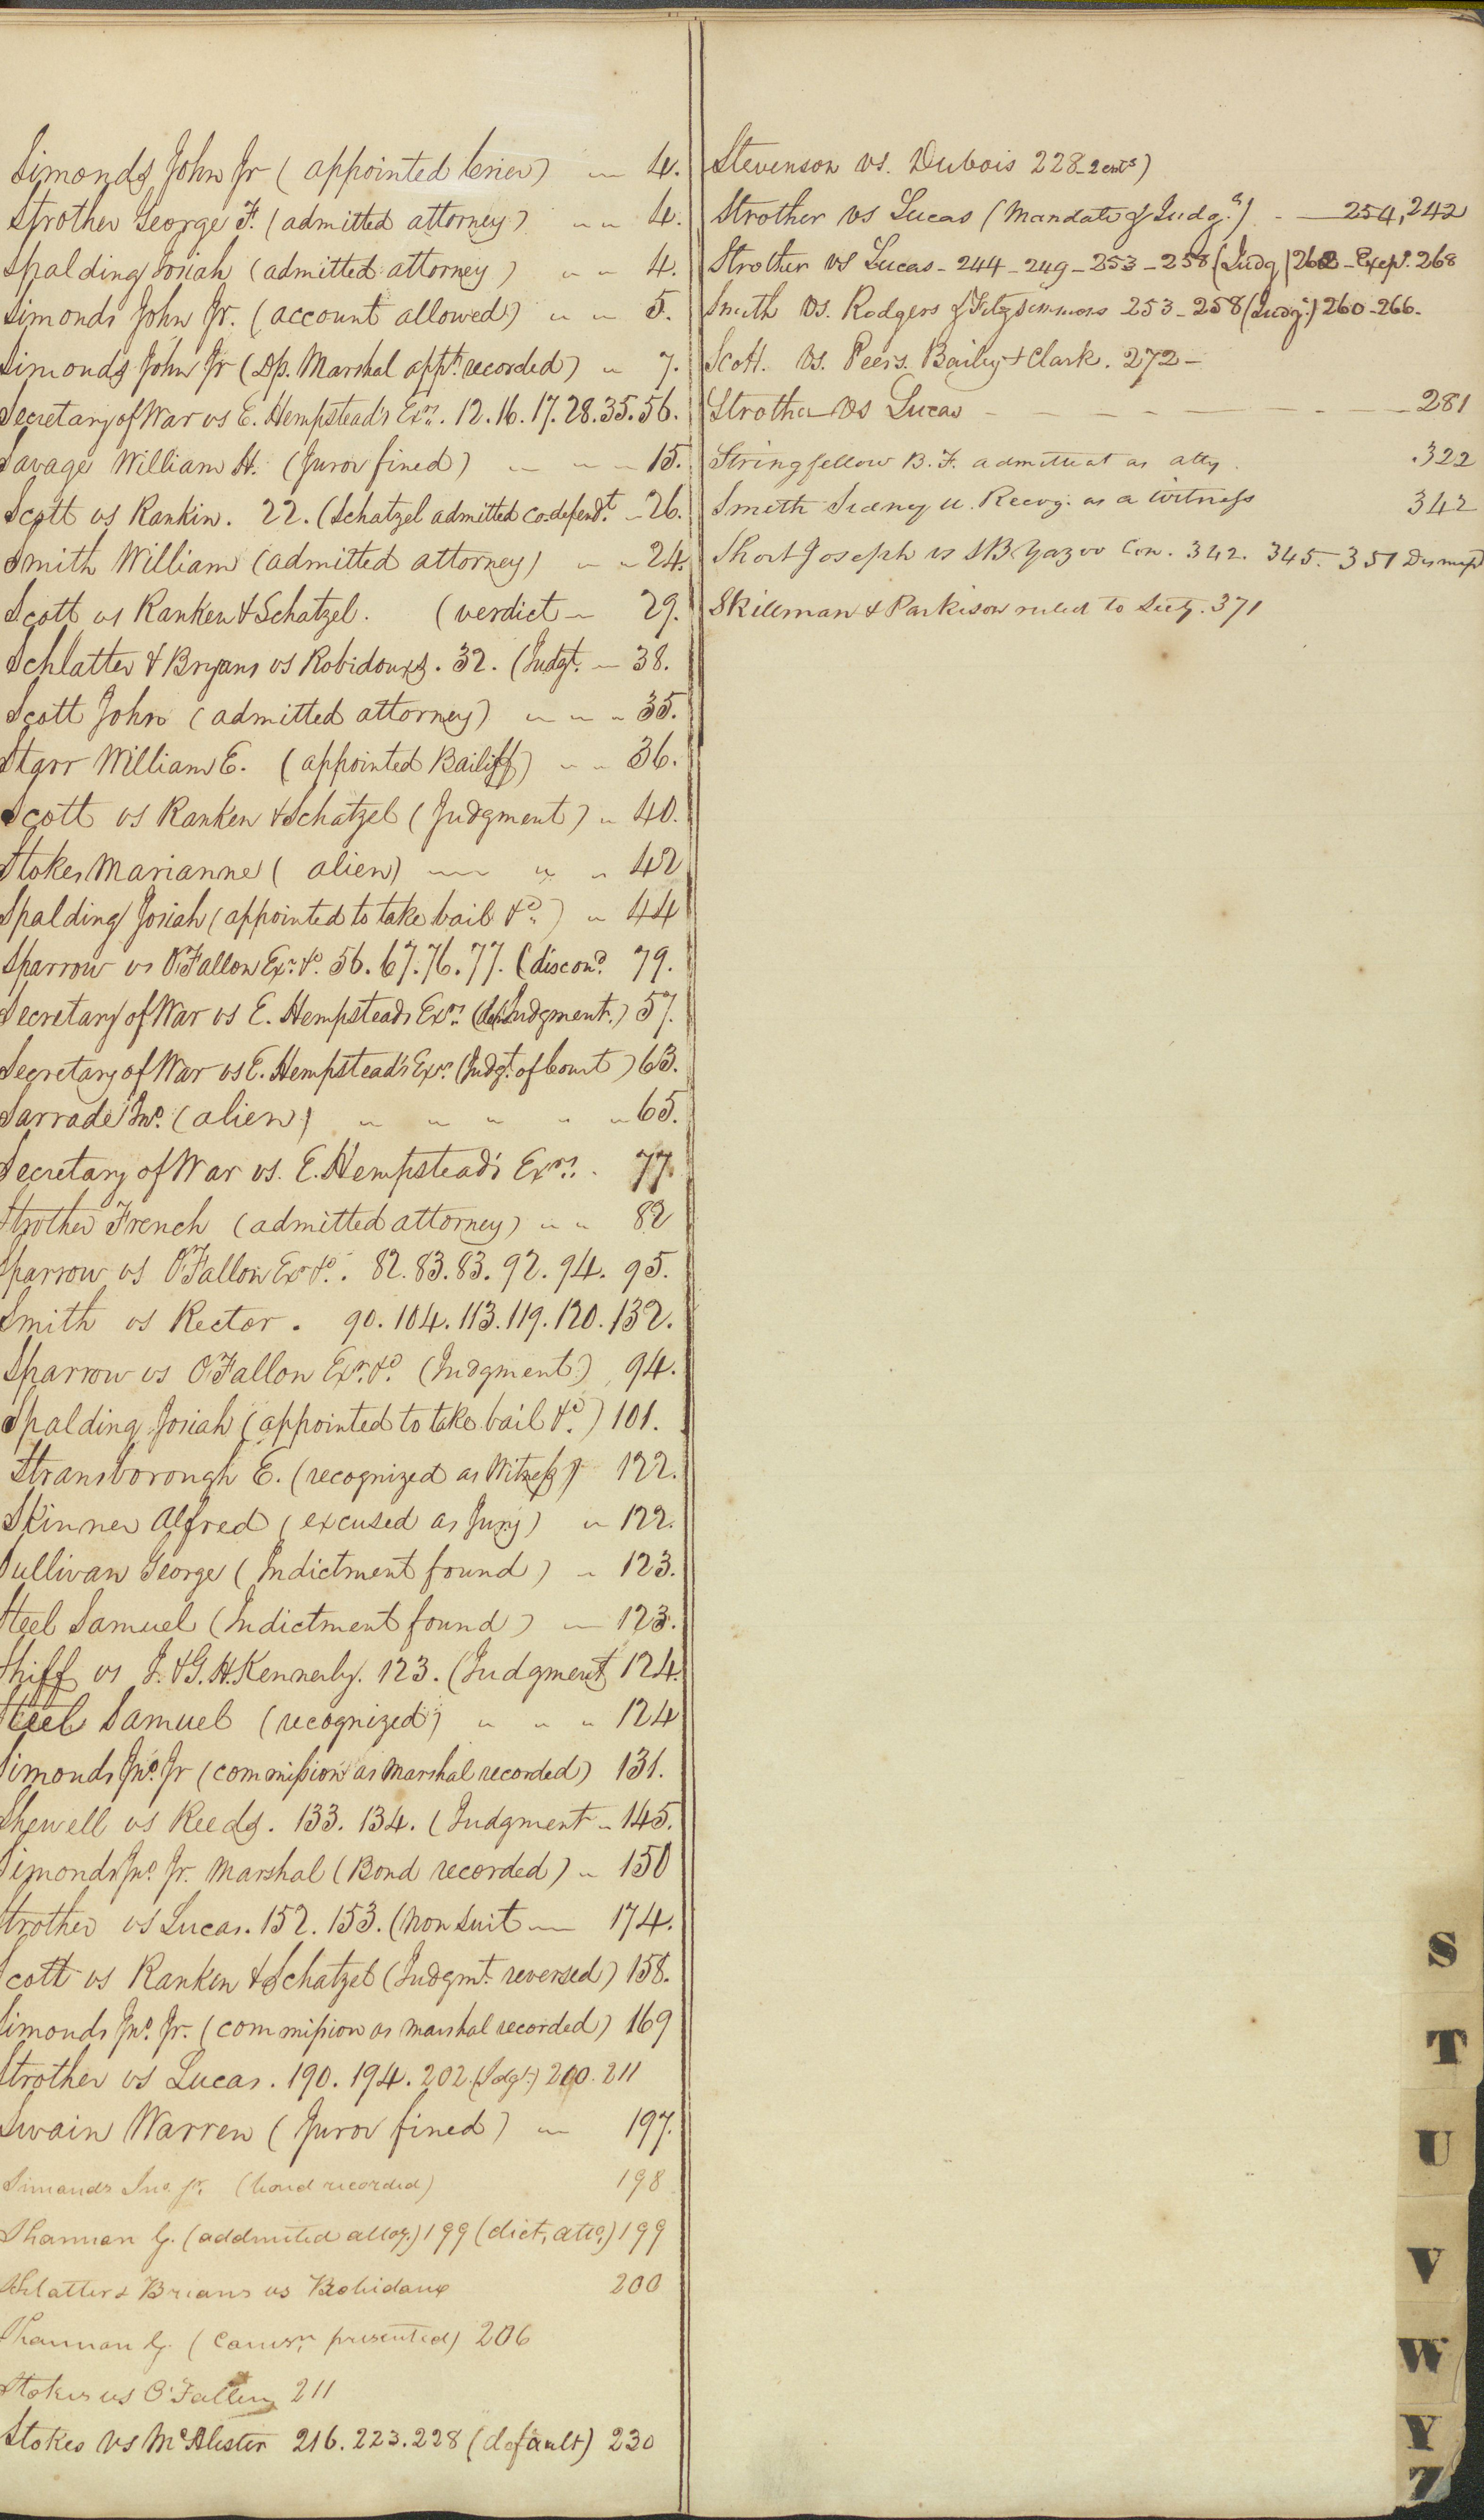 Simonds John Jr (appointed Crier) 4.
Strother George F. (admitted attorney) 4.
Spalding Josiah (admitted attorney) 4.
Simonds John Jr. (account allowed) 5.
Simonds John Jr (Dp. Marshal appt. recorded) 7.
Secretary of War vs E. Hempstead's Exrs. 12. 16. 17. 28. 35. 56.
Savage William H. (Juror fined) 15.
Scott vs Rankin. 22. (Schatzel admitted co-defendt. 26.
Smith William (admitted attorney) 24.
Scott vs Ranken & Schatzel. (verdict 29.
Schlatter & Bryans vs Robidoux. 32. (Judgt. 38.
Scott John (admitted attorney) 35.
Starr William E. (appointed Bailiff) 36.
Scott vs Ranken & Schatzel (Judgment) 40.
Stokes Marianne (alien) 42
Spalding Josiah (appointed to take bail &c.) 44
Sparrow vs O'Fallon Exr. &c. 56. 67. 76. 77. (discond. 79.
Secretary of War vs E. Hempsteads Exrs. (Judgment.) 57.
Secretary of War vs E. Hempstead's Exrs. (Judgt. of Court) 63.
Sarrade Jno. (alien) 65.
Secretary of War vs. E. Hempstead's Exrs. 77.
Strother French (admitted attorney) 82
Sparrow vs O'Fallon Exr &c. 82. 83. 83. 92. 94. 95.
Smith vs Rector. 90. 104. 113. 119. 120. 132.
Sparrow vs O'Fallon Exr. &c. (Judgment) 94.
Spalding Josiah (appointed to take bail &c.) 101.
Stransborough E. (recognized as Witness) 122.
Skinner Alfred (excused as Jury) 122.
Sullivan George (Indictment found) 123.
Steel Samuel (Indictment found) 123.
Shiff vs J. & G. H. Kennerly. 123. (Judgment 124.
Steel Samuel (recognized) 124
Simonds Jno. Jr (commission as Marshal recorded) 131.
Shewell vs Reeds. 133. 134. (Judgment 145.
Simonds Jno. Jr. Marshal (Bond recorded) 150
Strother vs Lucas. 152. 153. (Non Suit 174.
Scott vs Ranken & Schatzel (Judgmt. reversed) 158.
Simonds Jno. Jr. (commission as Marshal recorded) 169
Strother vs Lucas. 190. 194. 202. (Jdgt.) 200. 211
Swain Warren (Juror fined) 197.
Simonds Jno. Jr. (bond recorded) 198
Shannon G. (addmited attoy.) 199 (dict, atto,) 199
Schlatter & Brians vs Robidoux 200
Shannon G. (presented) 206
Stokes vs O'Fallon 211
Stokes vs McAlister 216. 223. 228 (default) 230
Stevenson vs. Dubois 228_2 ents)
Strother vs Lucas (Mandate & Judg.) 254, 242
Strother vs Lucas - 244 - 249 - 253 - 258 (Judg) 262 - Excep. 268
Smith vs. Rodgers & Fitzsimmons 253 - 258 (Judg.) 260 - 266.
Scott. vs. Peers. Bailey & Clark. 272 -
Strother vs Lucas 281
Stringfellow B. F. admitted as atty. 322
Smith Sidney U. Recog. as a witness 342
Short Joseph vs Yazoo Con. 342. 345. 351 Dismisd
Skillman & Parkison ruled to 371
S
T
U
V
W
Y
Z